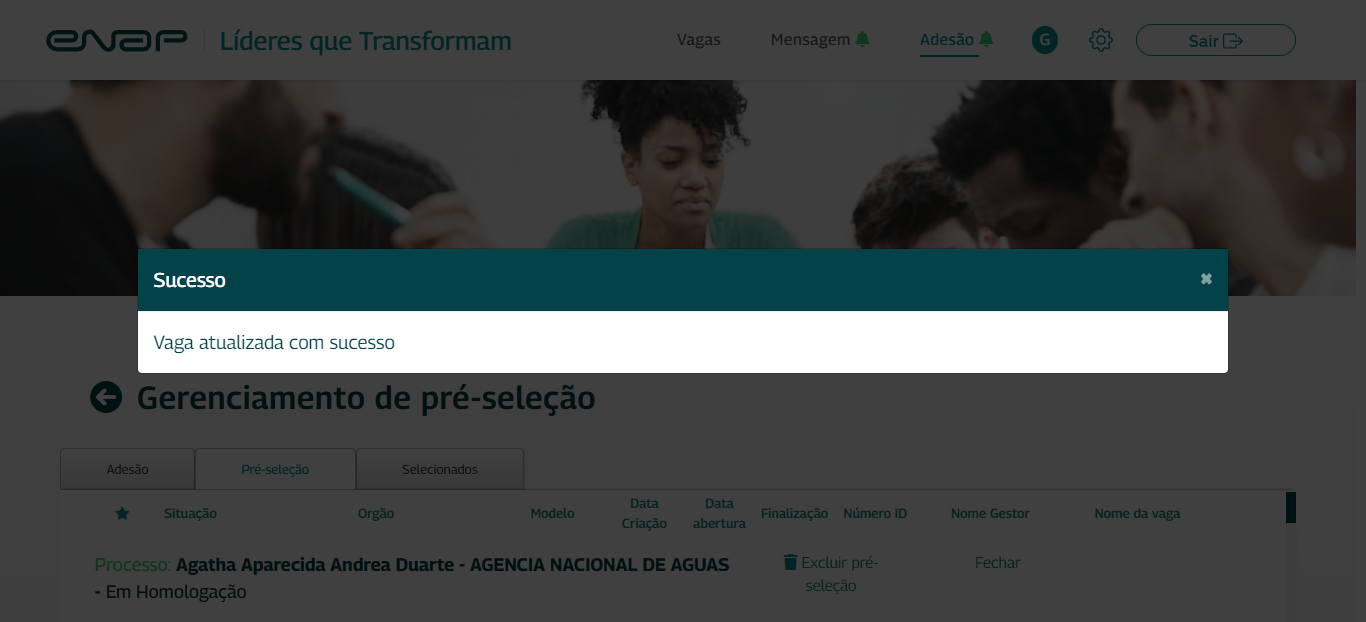 enap Líderes que Transformam Vagas Mensagem Adesão G Sair
Sucesso ×
Vaga atualizada com sucesso
Gerenciamento de pré-seleção
Adesão Pré-seleção Selecionados
Situação Orgão Modelo Data Criação Data abertura Finalização Número ID Nome Gestor Nome da vaga
Processo: Agatha Aparecida Andrea Duarte - AGENCIA NACIONAL DE AGUAS
- Em Homologação
Excluir pré-
seleção
Fechar